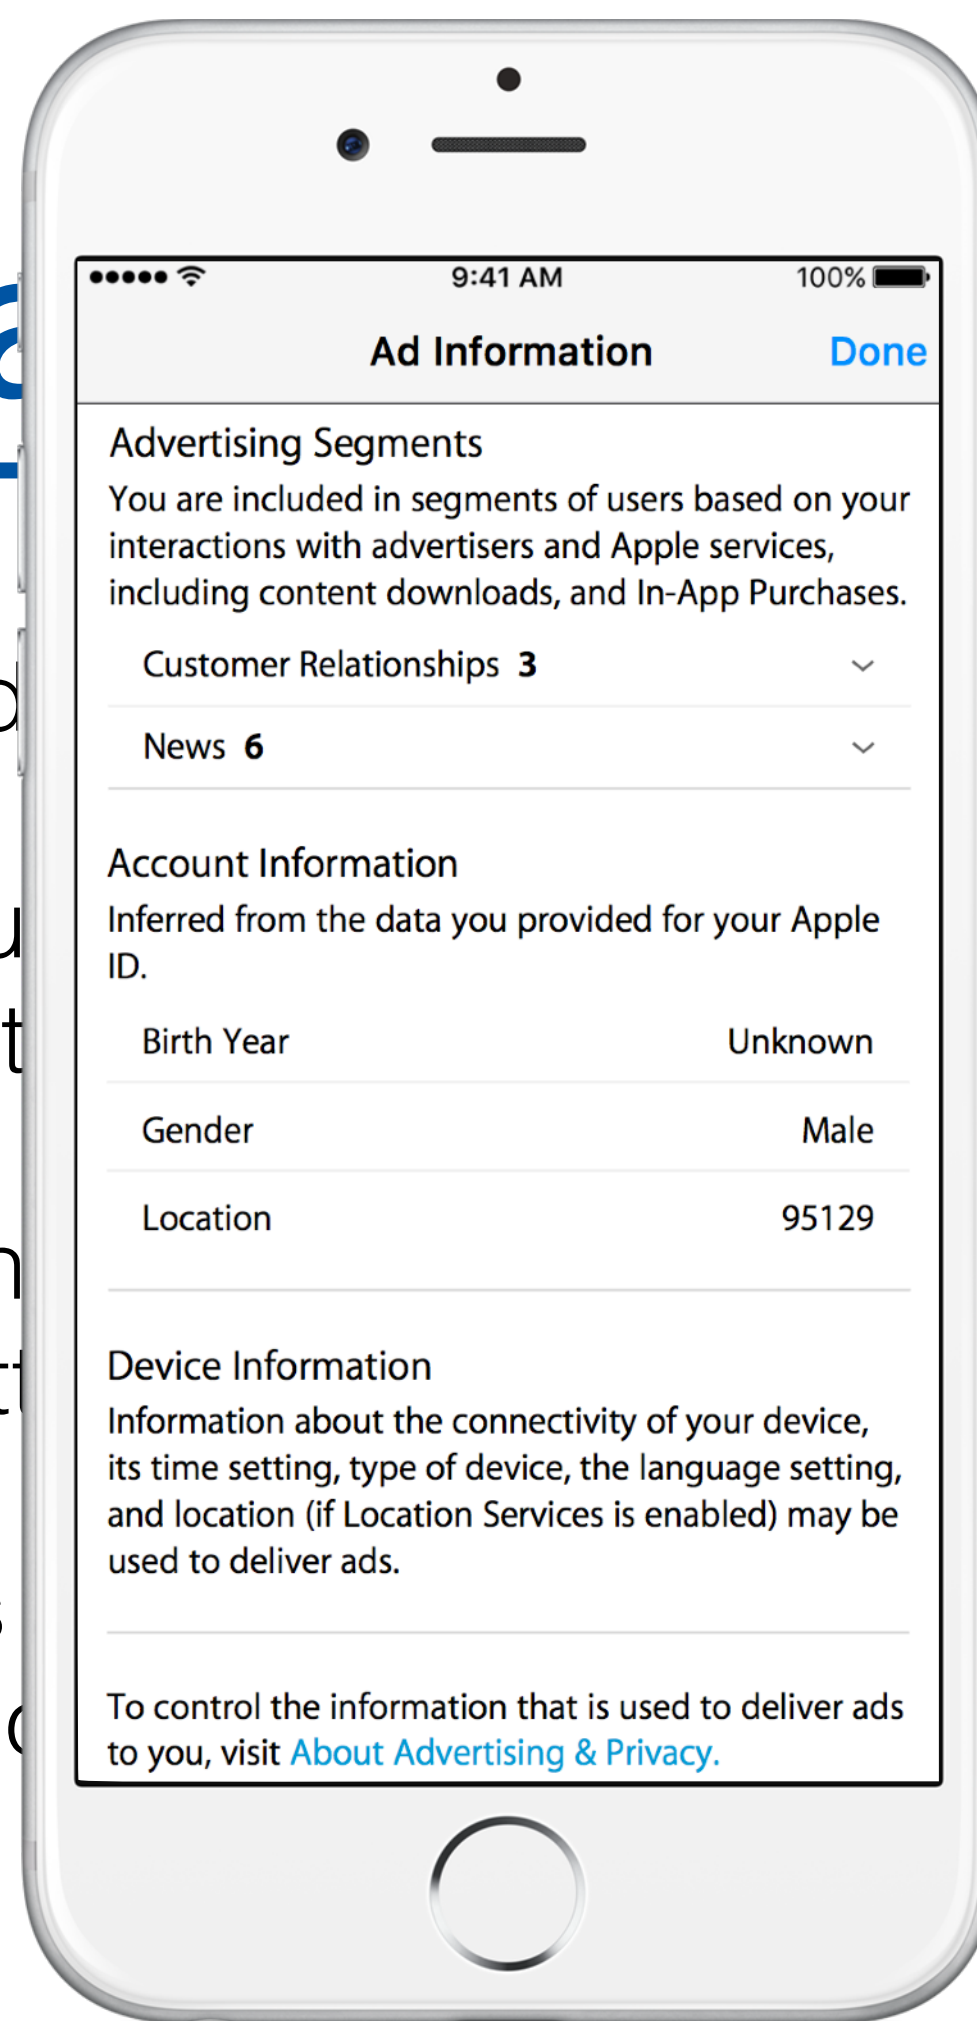 9:41 AM 100%
Ad Information Done
Advertising Segments
You are included in segments of users based on your
interactions with advertisers and Apple services,
including content downloads, and In-App Purchases.
Customer Relationships 3
News 6
Account Information
Inferred from the data you provided for your Apple
ID.
Birth Year Unknown
Gender Male
Location 95129
Device Information
Information about the connectivity of your device,
its time setting, type of device, the language setting,
and location (if Location Services is enabled) may be
used to deliver ads.
To control the information that is used to deliver ads
to you, visit About Advertising & Privacy.